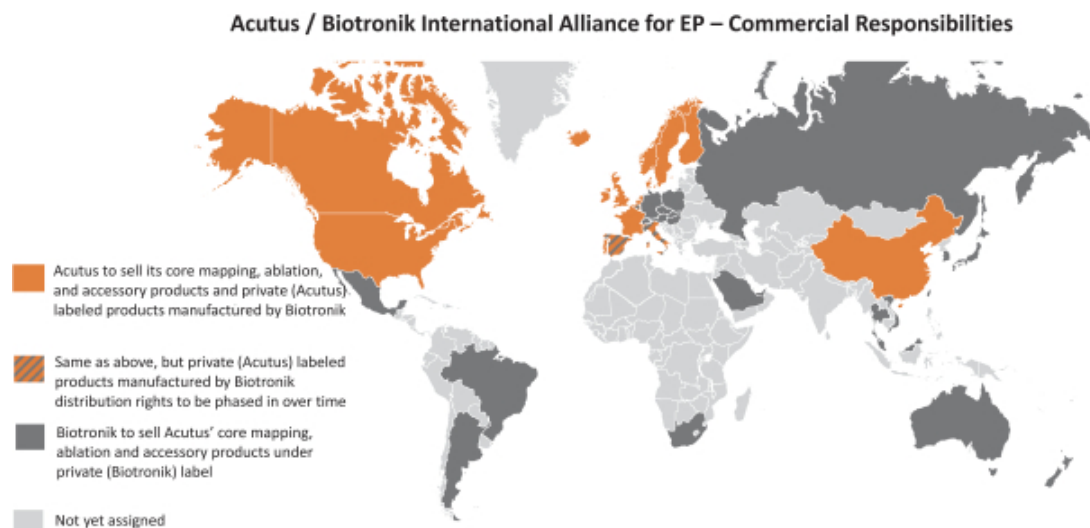 Acutus / Biotronik International Alliance for EP – Commercial Responsibilities
Acutus to sell its core mapping, ablation,
and accessory products and private (Acutus)
labeled products manufactured by Biotronik
Same as above, but private (Acutus) labeled
products manufactured by Biotronik
distribution rights to be phased in over time
Biotronik to sell Acutus’ core mapping,
ablation and accessory products under
private (Biotronik) label
Not yet assigned